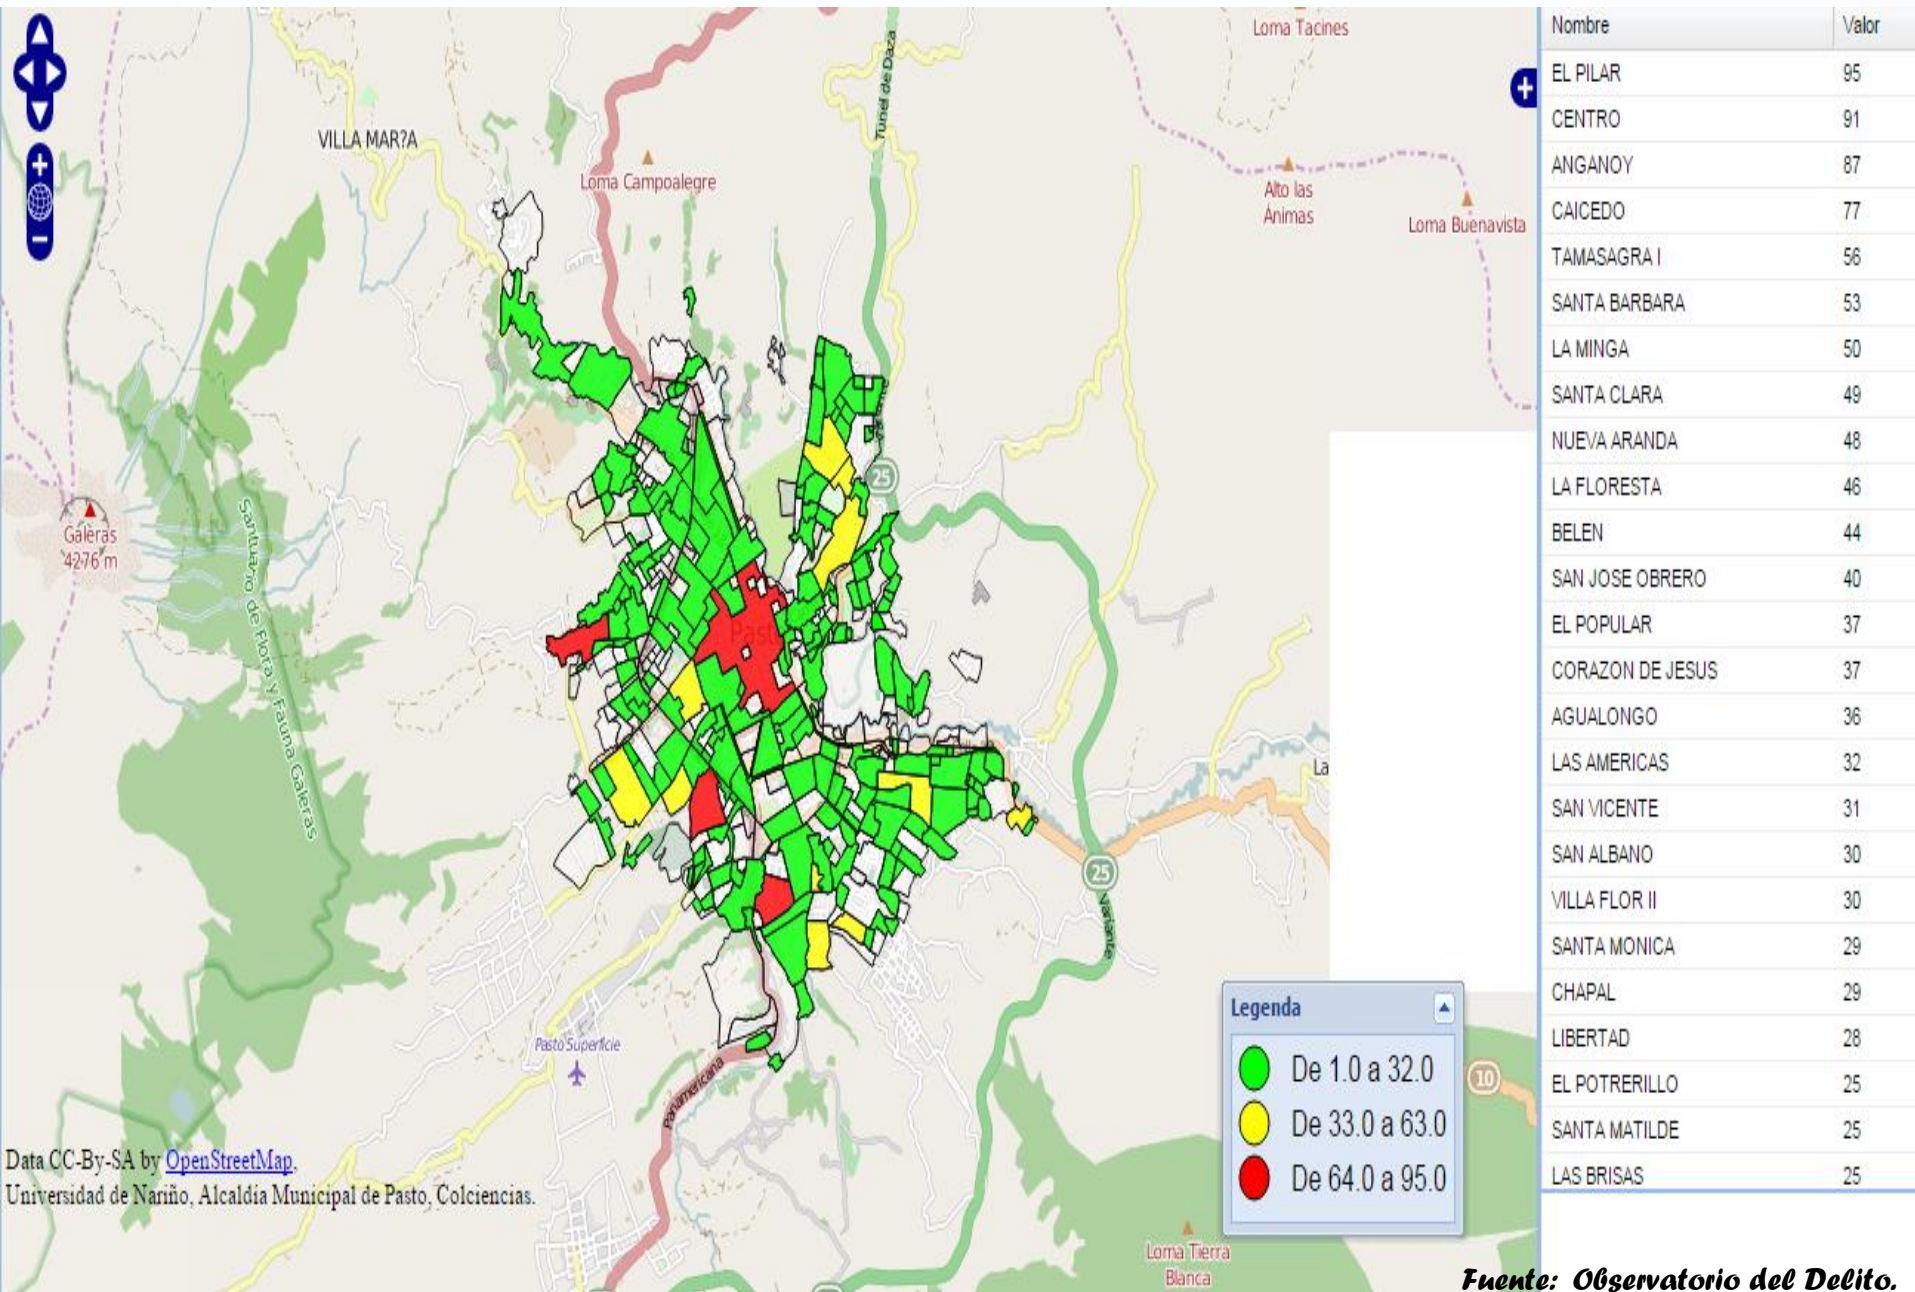 Loma Tacines
Tunel de Daza
VILLA MAR?A
Loma Campoalegre
Alto las
Ánimas
Loma Buenavista
25
Galeras
4276 m
Santuario de Flora y Fauna Galeras
Pasto
La
25
Variante
Pasto Superficie
Panamericana
10
Loma Tierra
Blanca
Data CC-By-SA by OpenStreetMap,
Universidad de Nariño, Alcaldía Municipal de Pasto, Colciencias.
Legenda
De 1.0 a 32.0
De 33.0 a 63.0
De 64.0 a 95.0
Nombre Valor
EL PILAR 95
CENTRO 91
ANGANOY 87
CAICEDO 77
TAMASAGRA I 56
SANTA BARBARA 53
LA MINGA 50
SANTA CLARA 49
NUEVA ARANDA 48
LA FLORESTA 46
BELEN 44
SAN JOSE OBRERO 40
EL POPULAR 37
CORAZON DE JESUS 37
AGUALONGO 36
LAS AMERICAS 32
SAN VICENTE 31
SAN ALBANO 30
VILLA FLOR II 30
SANTA MONICA 29
CHAPAL 29
LIBERTAD 28
EL POTRERILLO 25
SANTA MATILDE 25
LAS BRISAS 25
Fuente: Observatorio del Delito.